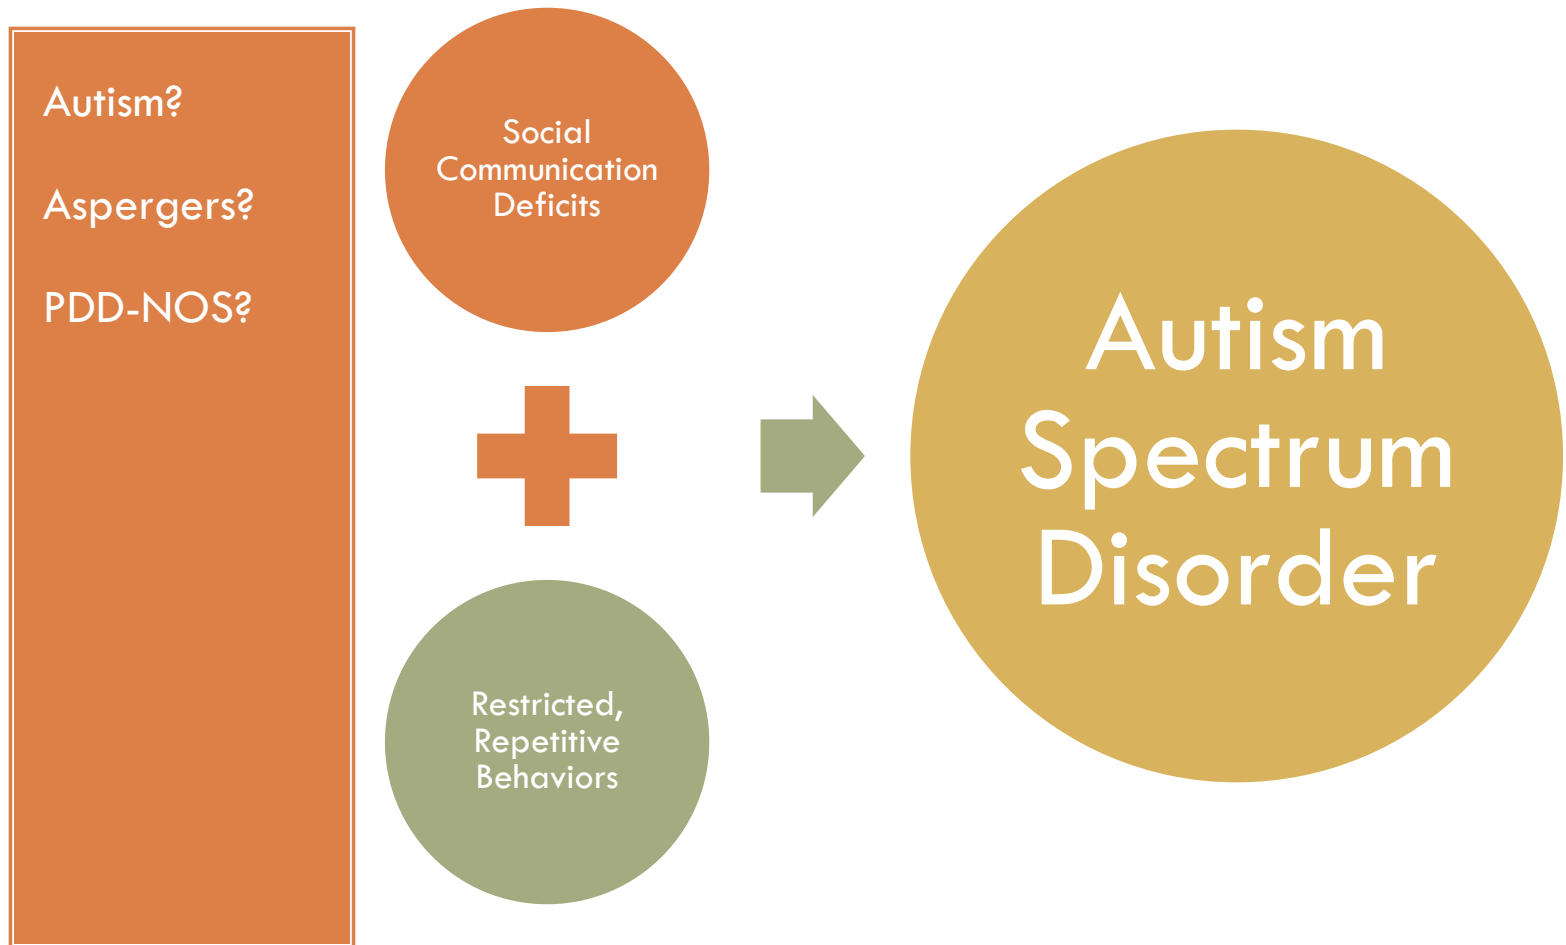 Autism?
Aspergers?
PDD-NOS?
Social
Communication
Deficits
Restricted,
Repetitive
Behaviors
Autism
Spectrum
Disorder